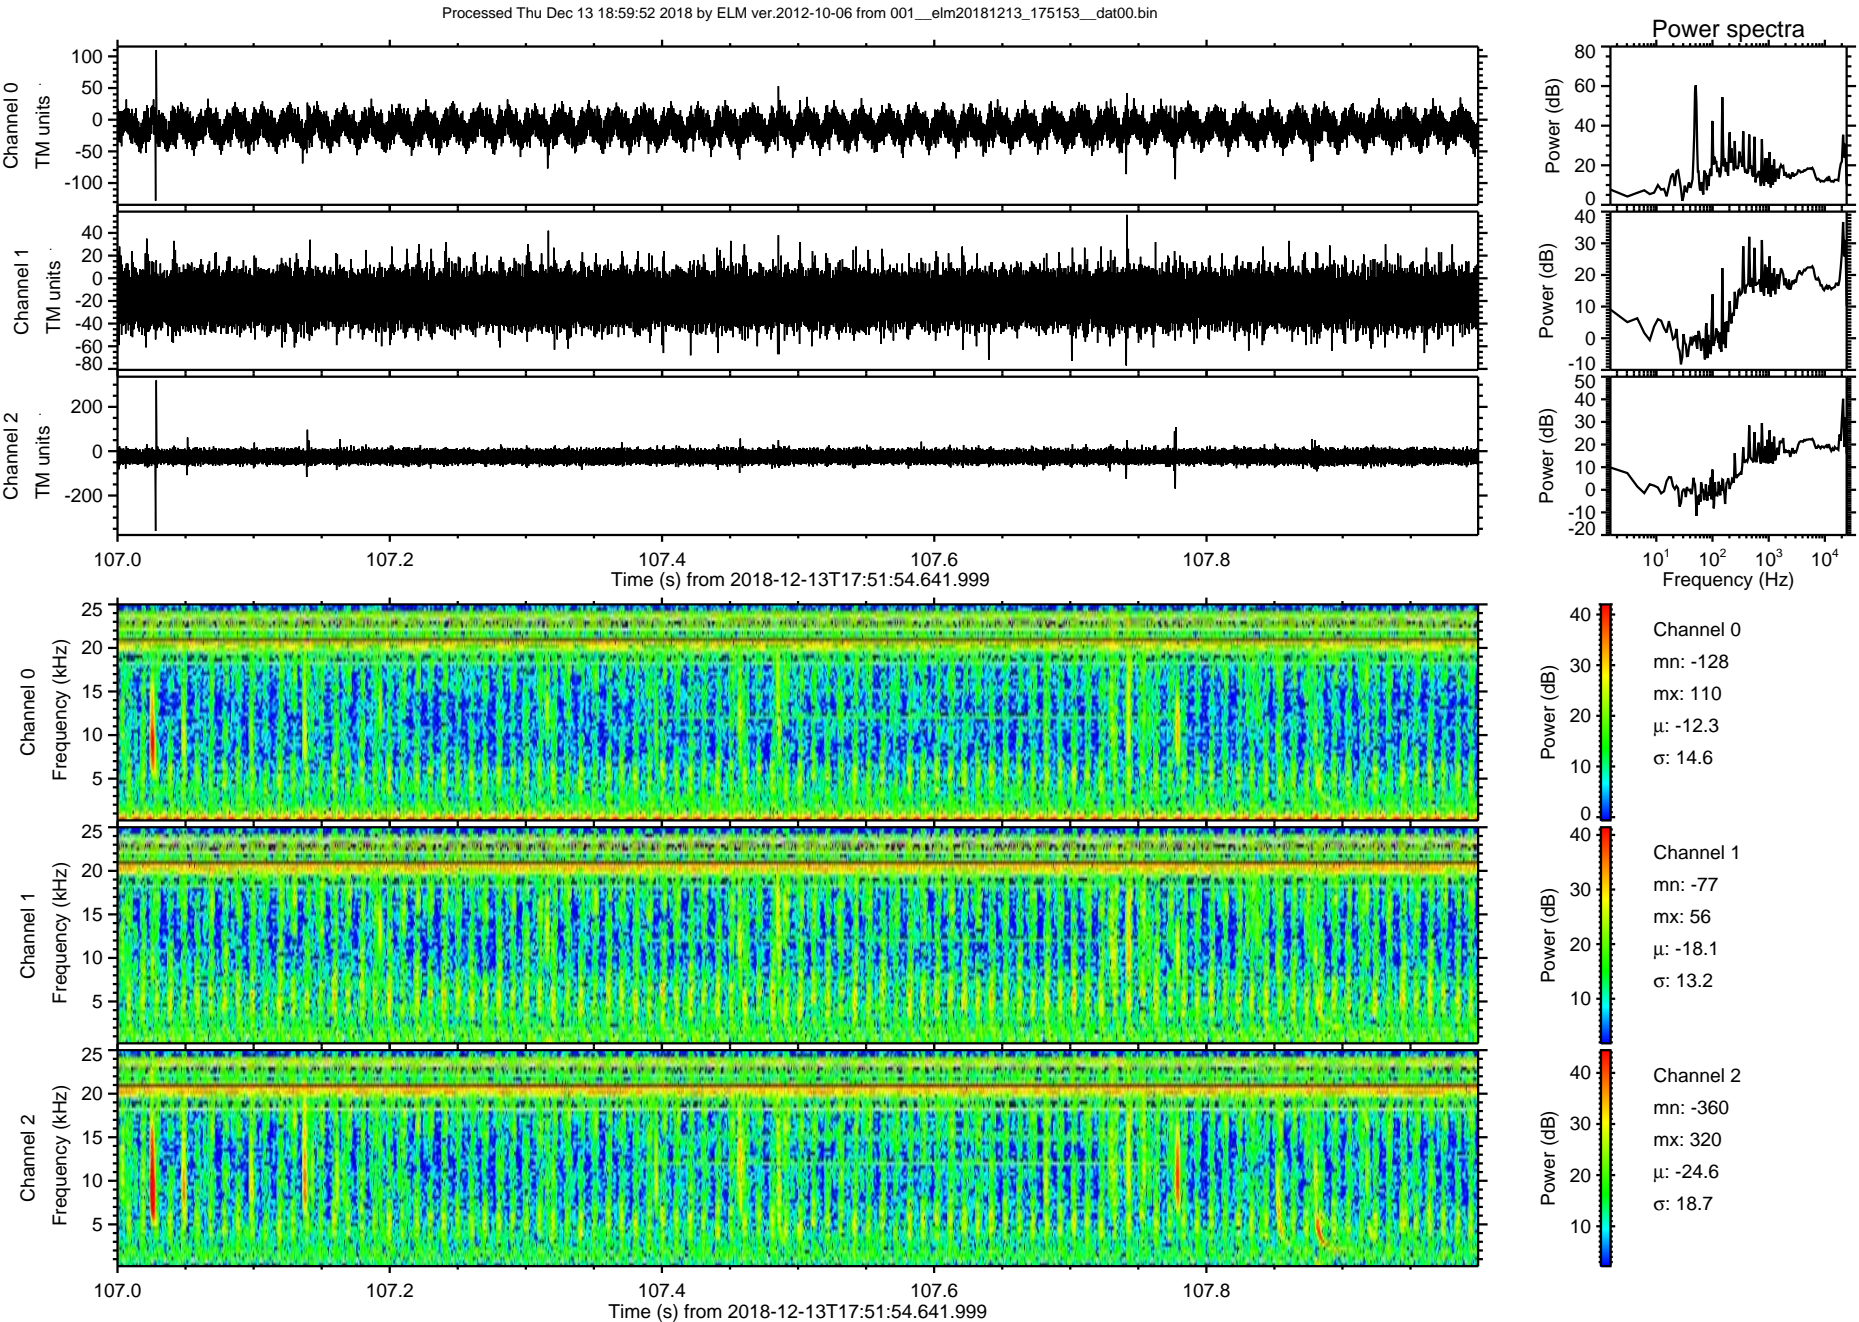 Processed Thu Dec 13 18:59:52 2018 by ELM ver.2012-10-06 from 001__elm20181213_175153__dat00.bin
Power spectra
Channel 0
TM units
100
50
0
-50
-100
Power (dB)
80
60
40
20
0
Channel 1
TM units
40
20
0
-20
-40
-60
-80
Power (dB)
40
30
20
10
0
-10
Channel 2
TM units
200
0
-200
Power (dB)
50
40
30
20
10
0
-10
-20
107.0 107.2 107.4 107.6 107.8
Time (s) from 2018-12-13T17:51:54.641.999
10^1 10^2 10^3 10^4
Frequency (Hz)
Channel 0
Frequency (kHz)
25
20
15
10
5
Power (dB)
40
30
20
10
0
Channel 0
mn: -128
mx: 110
μ: -12.3
σ: 14.6
Channel 1
Frequency (kHz)
25
20
15
10
5
Power (dB)
40
30
20
10
Channel 1
mn: -77
mx: 56
μ: -18.1
σ: 13.2
Channel 2
Frequency (kHz)
25
20
15
10
5
Power (dB)
40
30
20
10
Channel 2
mn: -360
mx: 320
μ: -24.6
σ: 18.7
107.0 107.2 107.4 107.6 107.8
Time (s) from 2018-12-13T17:51:54.641.999